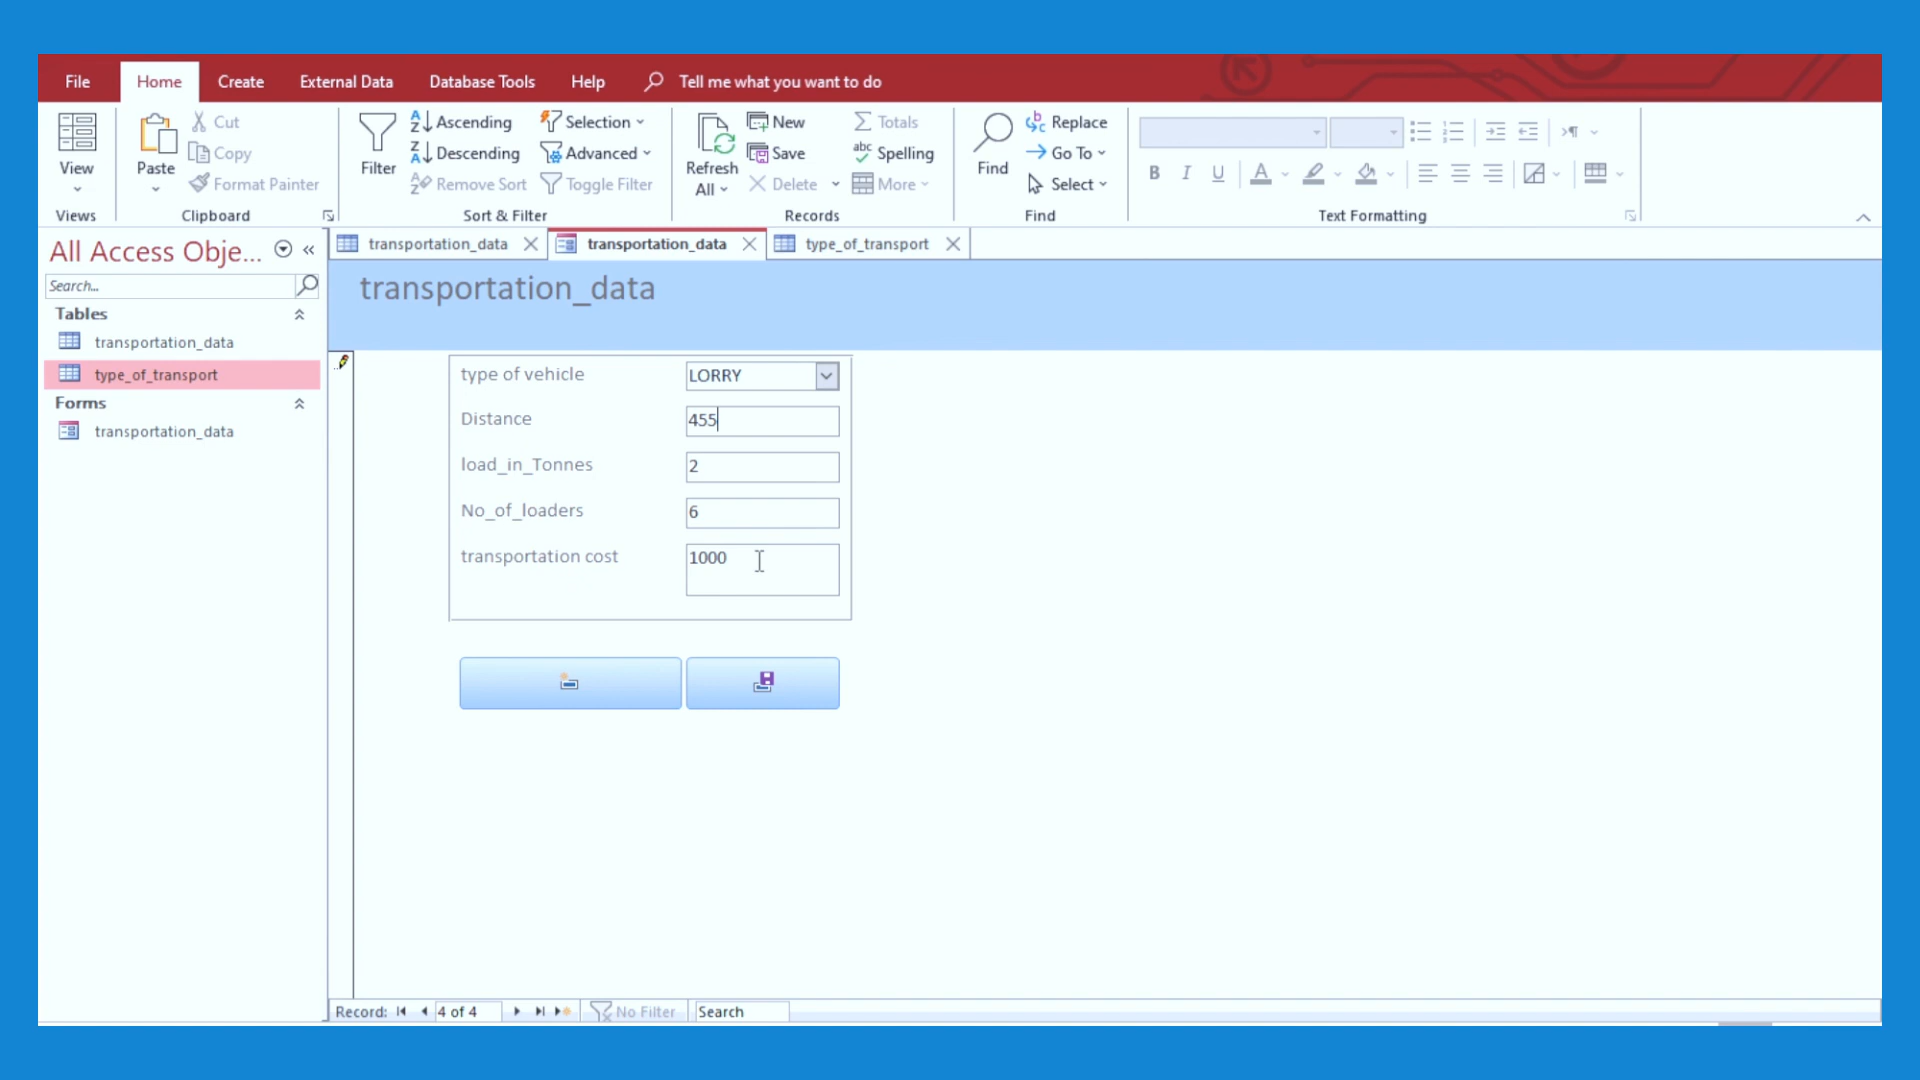 File Home Create External Data Database Tools Help Tell me what you want to do
View Paste Cut Copy Format Painter
Filter Ascending Descending Remove Sort Selection Advanced Toggle Filter
Refresh All New Save Delete Totals Spelling More
Find Replace Go To Select
B I U A
Views Clipboard Sort & Filter Records Find Text Formatting
All Access Obje... «
Search...
Tables
transportation_data
type_of_transport
Forms
transportation_data
transportation_data transportation_data type_of_transport
transportation_data
type of vehicle LORRY
Distance 455
load_in_Tonnes 2
No_of_loaders 6
transportation cost 1000
Record: 4 of 4 No Filter Search